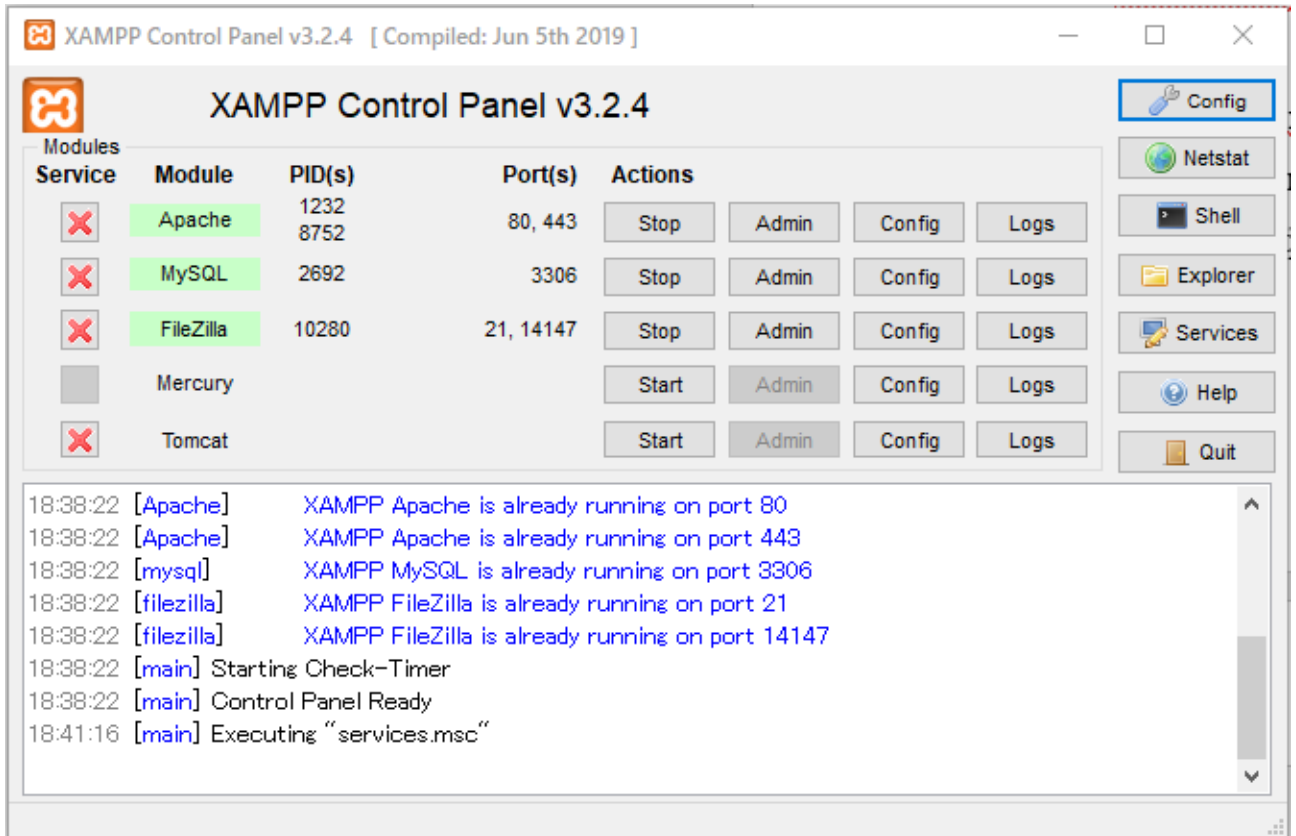 XAMPP Control Panel v3.2.4 [ Compiled: Jun 5th 2019 ]
XAMPP Control Panel v3.2.4
Config
Netstat
Shell
Explorer
Services
Help
Quit
Modules
Service Module PID(s) Port(s) Actions
Apache 1232 8752 80, 443 Stop Admin Config Logs
MySQL 2692 3306 Stop Admin Config Logs
FileZilla 10280 21, 14147 Stop Admin Config Logs
Mercury Start Admin Config Logs
Tomcat Start Admin Config Logs
18:38:22 [Apache] XAMPP Apache is already running on port 80
18:38:22 [Apache] XAMPP Apache is already running on port 443
18:38:22 [mysql] XAMPP MySQL is already running on port 3306
18:38:22 [filezilla] XAMPP FileZilla is already running on port 21
18:38:22 [filezilla] XAMPP FileZilla is already running on port 14147
18:38:22 [main] Starting Check-Timer
18:38:22 [main] Control Panel Ready
18:41:16 [main] Executing "services.msc"